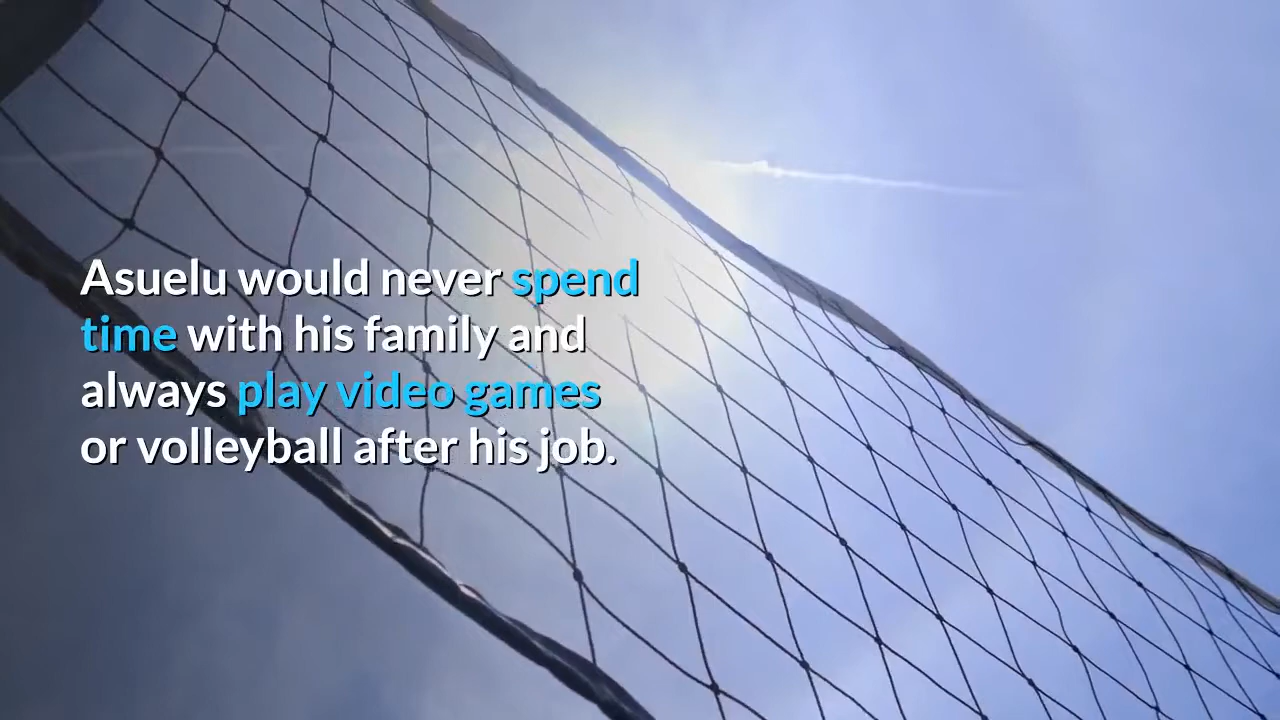 Asuelu would never spend
time with his family and
always play video games
or volleyball after his job.